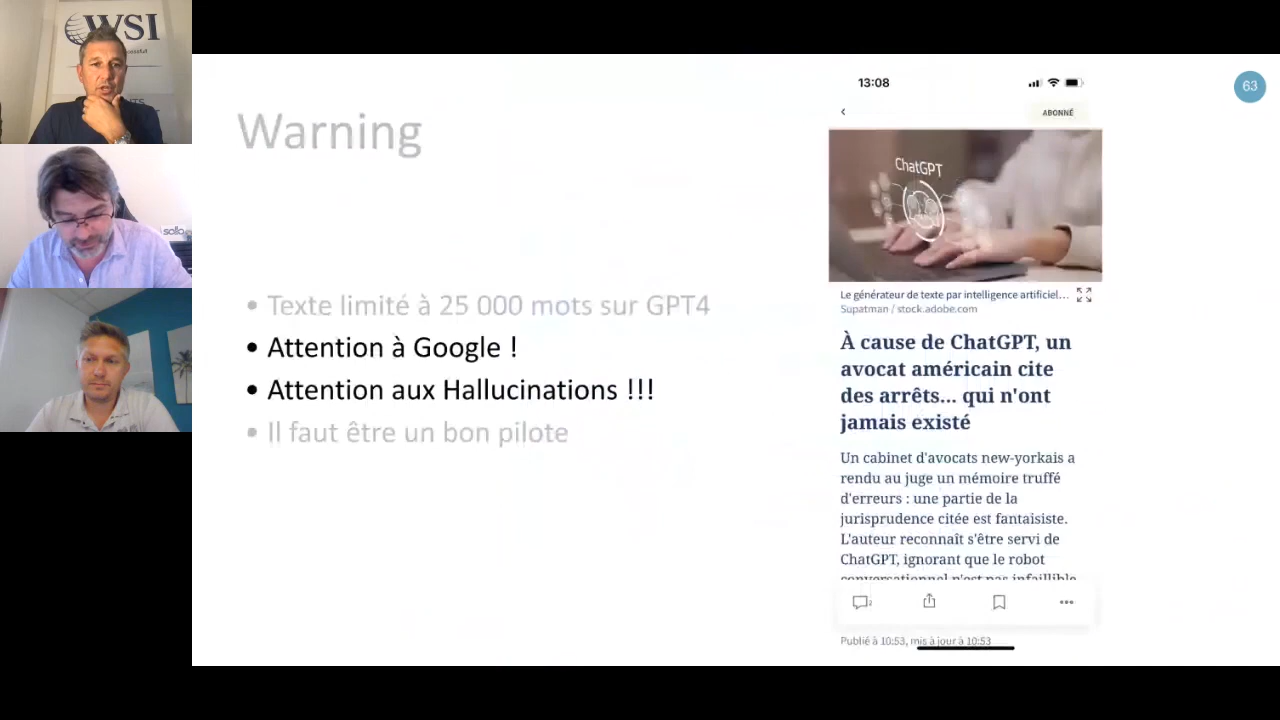 WSI
Warning
• Texte limité à 25 000 mots sur GPT4
• Attention à Google !
• Attention aux Hallucinations !!!
• Il faut être un bon pilote
63
13:08
ABONNÉ
ChatGPT
Le générateur de texte par intelligence artificiel...
Supatman / stock.adobe.com
À cause de ChatGPT, un
avocat américain cite
des arrêts... qui n'ont
jamais existé
Un cabinet d'avocats new-yorkais a
rendu au juge un mémoire truffé
d'erreurs : une partie de la
jurisprudence citée est fantaisiste.
L'auteur reconnaît s'être servi de
ChatGPT, ignorant que le robot
conversationnel n'est pas infaillible
Publié à 10:53, mis à jour à 10:53